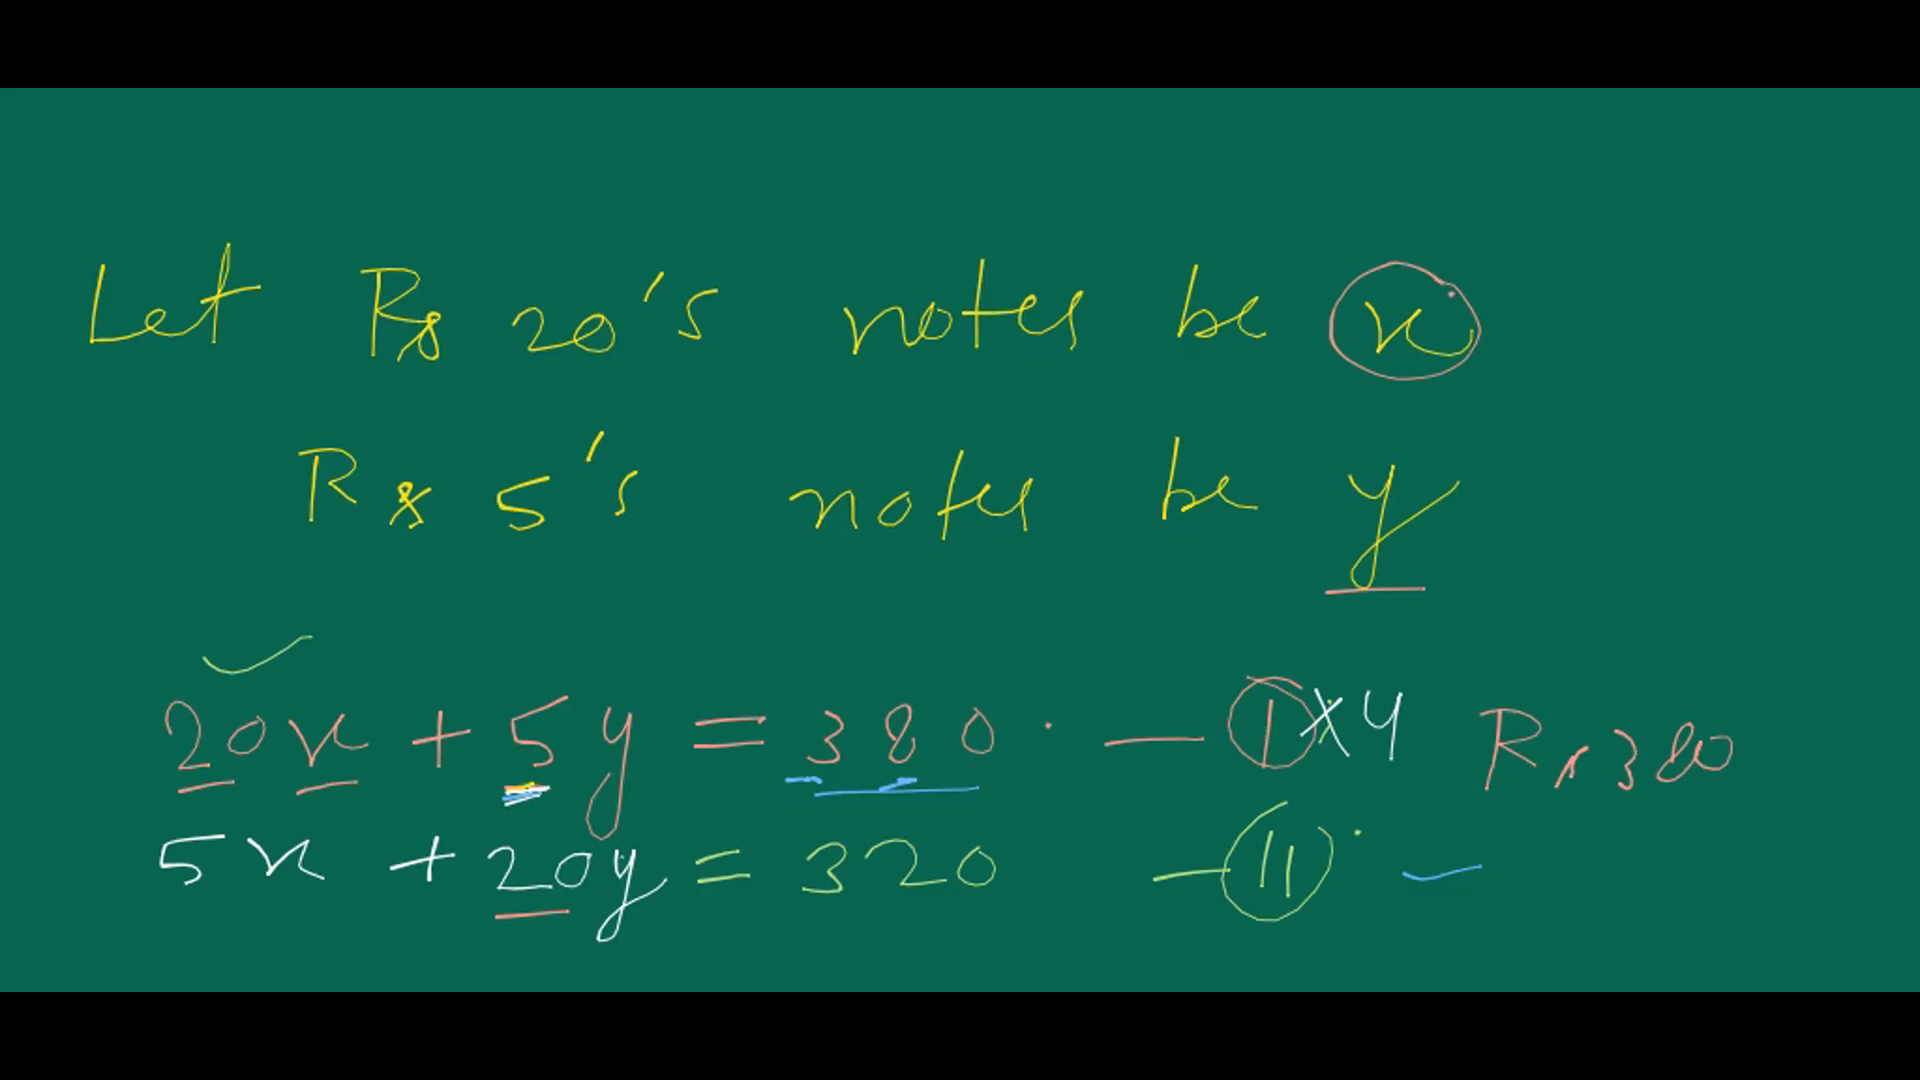 Let Rs 20's notes be x
Rs 5's notes be y
20x + 5y = 380 — (I) × 4 Rs 380
5x + 20y = 320 — (II)